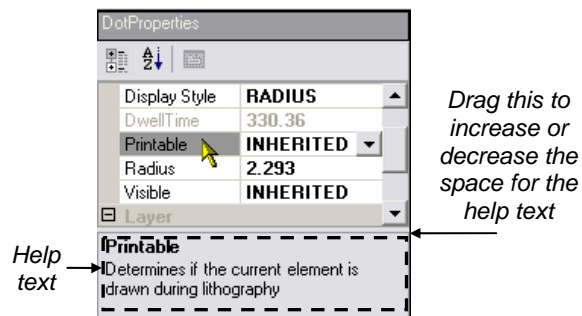 DotProperties
Display Style RADIUS
DwellTime 330.36
Printable INHERITED
Radius 2.293
Visible INHERITED
Layer
Printable
Determines if the current element is
drawn during lithography
Help
text
Drag this to
increase or
decrease the
space for the
help text